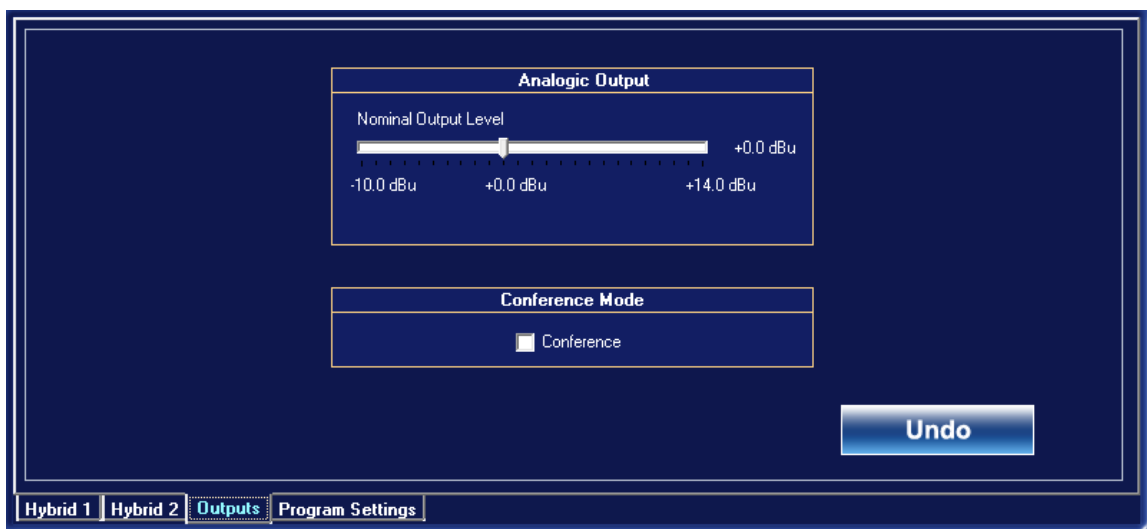 Analogic Output
Nominal Output Level
+0.0 dBu
-10.0 dBu +0.0 dBu +14.0 dBu
Conference Mode
Conference
Undo
Hybrid 1 Hybrid 2 Outputs Program Settings